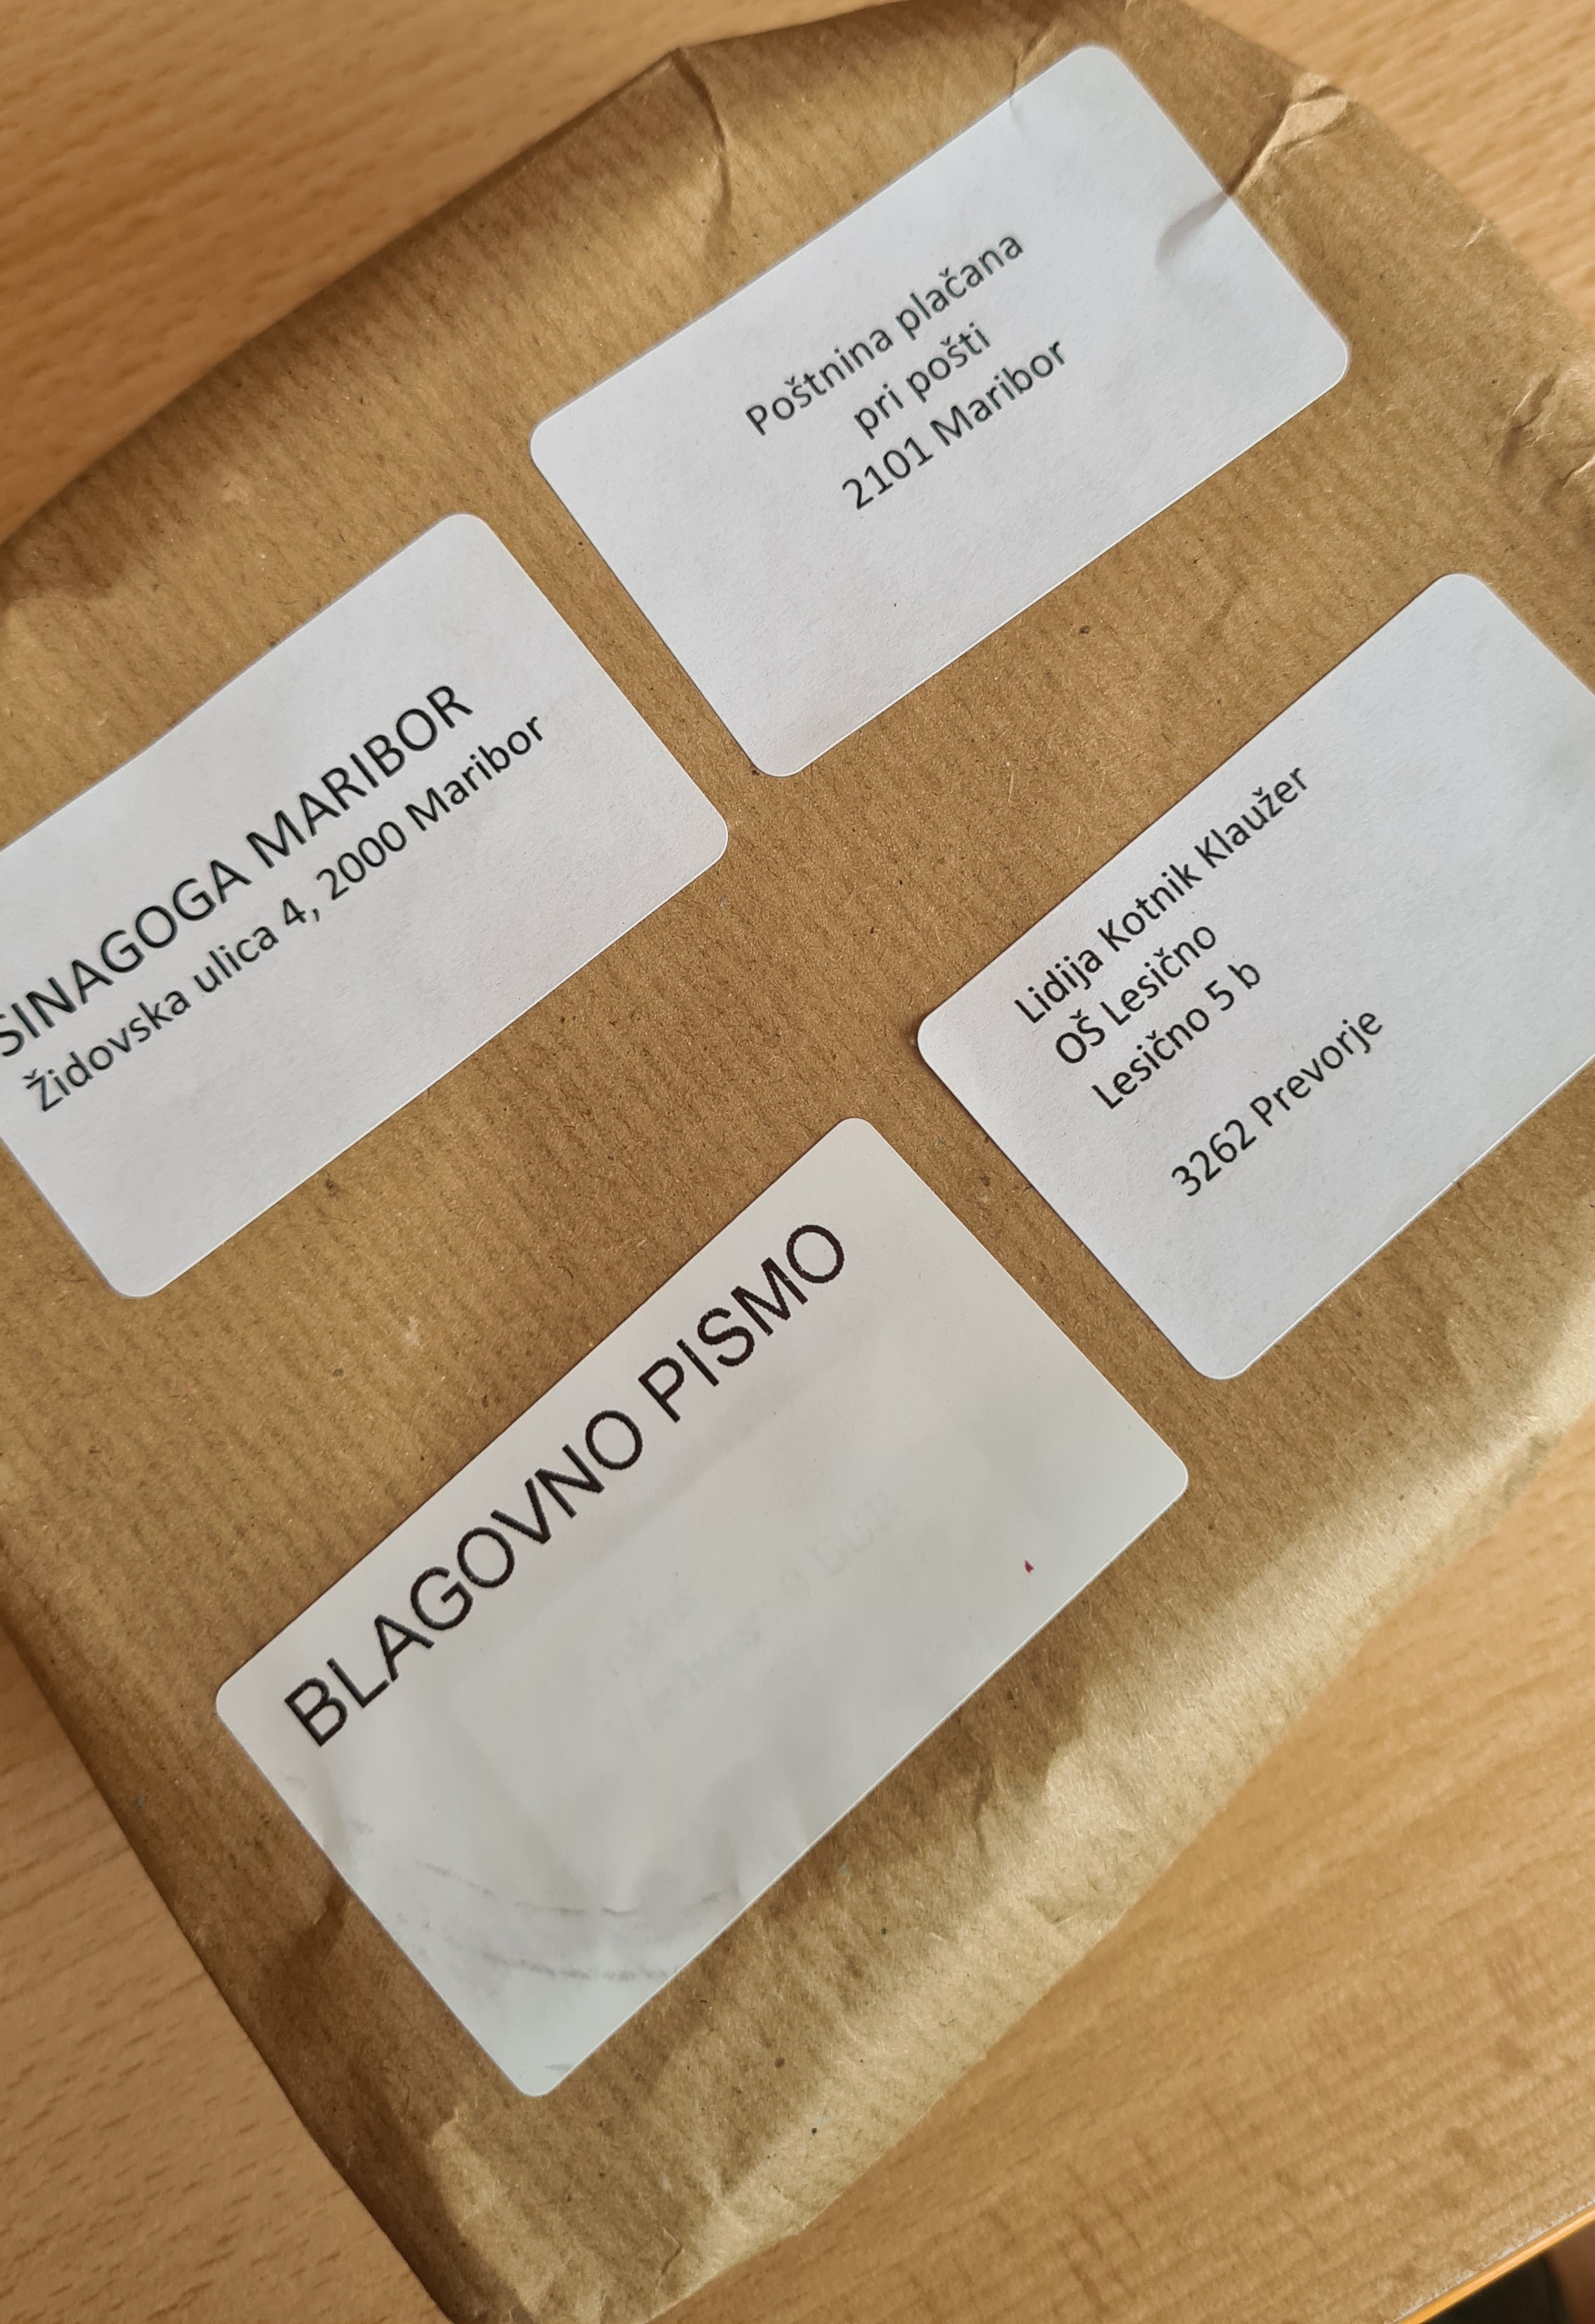 SINAGOGA MARIBOR
Židovska ulica 4, 2000 Maribor
Poštnina plačana
pri pošti
2101 Maribor
Lidija Kotnik Klaužer
OŠ Lesično
Lesično 5 b
3262 Prevorje
BLAGOVNO PISMO